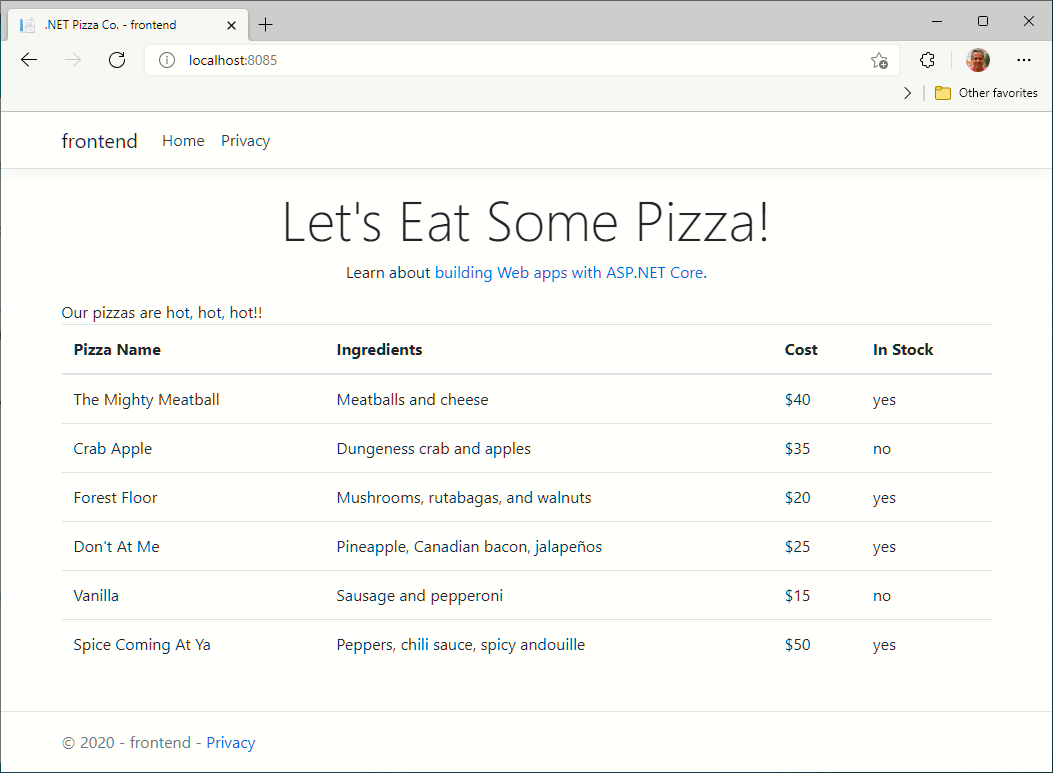 .NET Pizza Co. - frontend
localhost:8085
Other favorites
frontend Home Privacy
Let's Eat Some Pizza!
Learn about building Web apps with ASP.NET Core.
Our pizzas are hot, hot, hot!!
Pizza Name Ingredients Cost In Stock
The Mighty Meatball Meatballs and cheese $40 yes
Crab Apple Dungeness crab and apples $35 no
Forest Floor Mushrooms, rutabagas, and walnuts $20 yes
Don't At Me Pineapple, Canadian bacon, jalapeños $25 yes
Vanilla Sausage and pepperoni $15 no
Spice Coming At Ya Peppers, chili sauce, spicy andouille $50 yes
© 2020 - frontend - Privacy